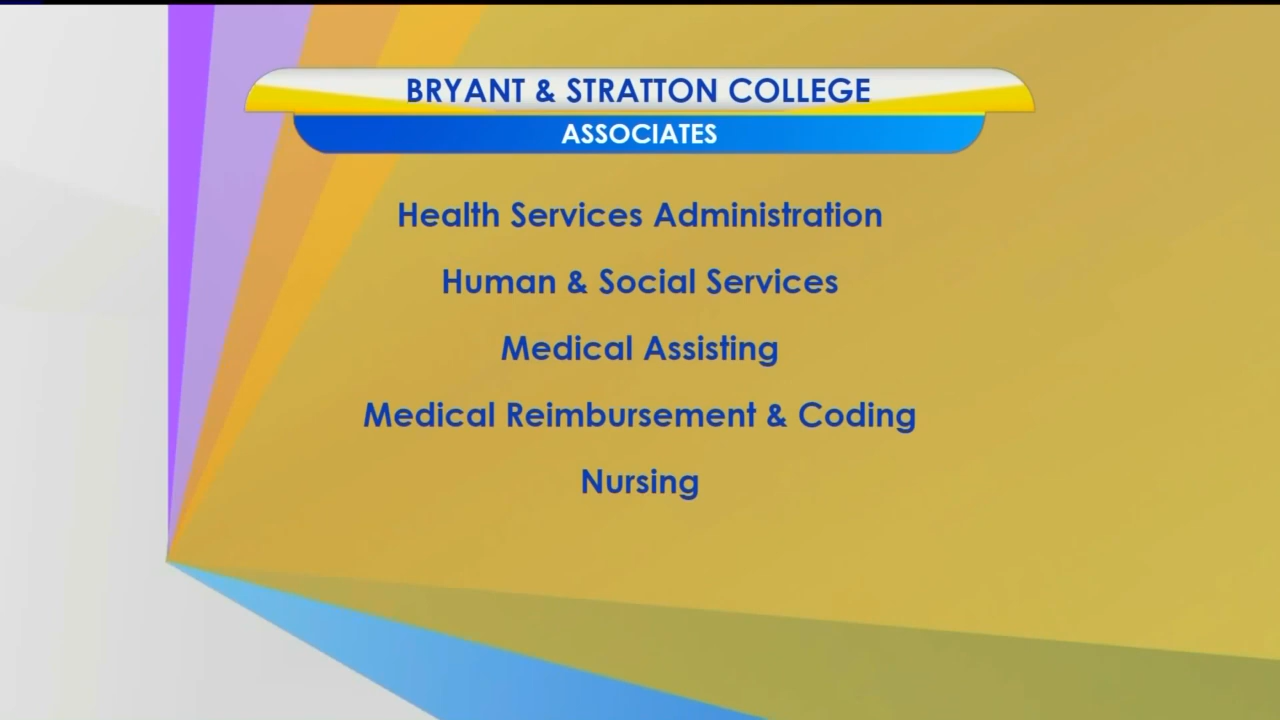 BRYANT & STRATTON COLLEGE
ASSOCIATES
Health Services Administration
Human & Social Services
Medical Assisting
Medical Reimbursement & Coding
Nursing